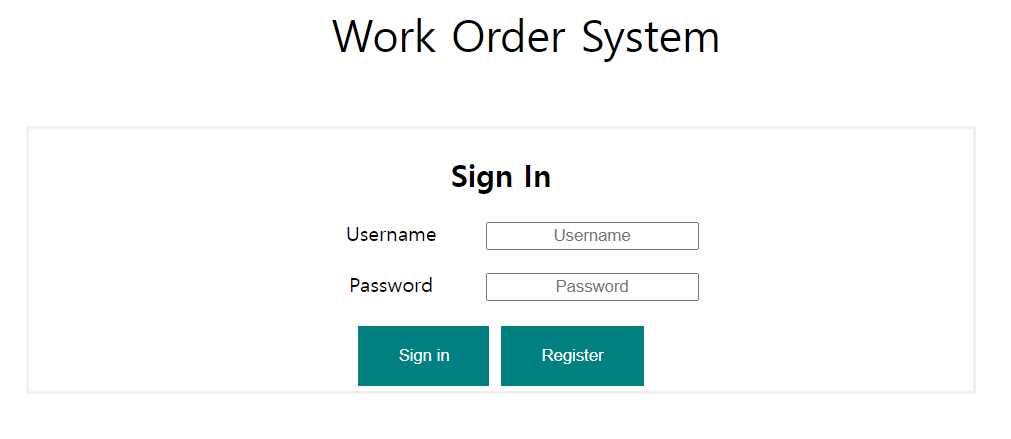 Work Order System
Sign In
Username Username
Password Password
Sign in Register